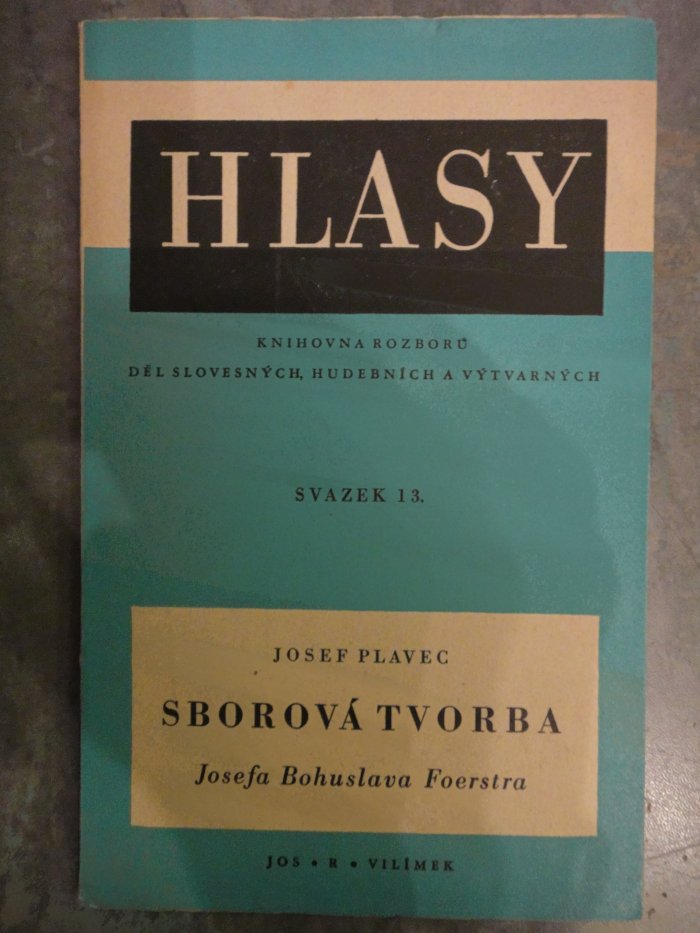 HLASY
KNIHOVNA ROZBORŮ
DĚL SLOVESNÝCH, HUDEBNÍCH A VÝTVARNÝCH
SVAZEK 13.
JOSEF PLAVEC
SBOROVÁ TVORBA
Josefa Bohuslava Foerstra
JOS • R • VILÍMEK